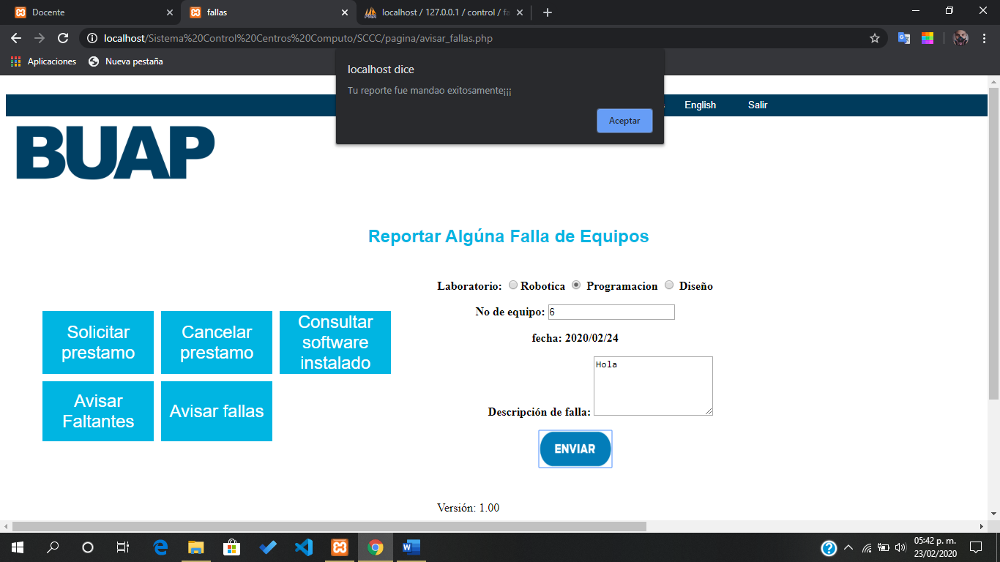 Docente
fallas
localhost / 127.0.0.1 / control / fa
localhost/Sistema%20Control%20Centros%20Computo/SCCC/pagina/avisar_fallas.php
Aplicaciones
Nueva pestaña
localhost dice
Tu reporte fue mandao exitosamente¡¡¡
Aceptar
English
Salir
BUAP
Reportar Algúna Falla de Equipos
Laboratorio: Robotica Programacion Diseño
No de equipo: 6
fecha: 2020/02/24
Hola
Descripción de falla:
ENVIAR
Solicitar
prestamo
Cancelar
prestamo
Consultar
software
instalado
Avisar
Faltantes
Avisar fallas
Versión: 1.00
05:42 p. m.
23/02/2020